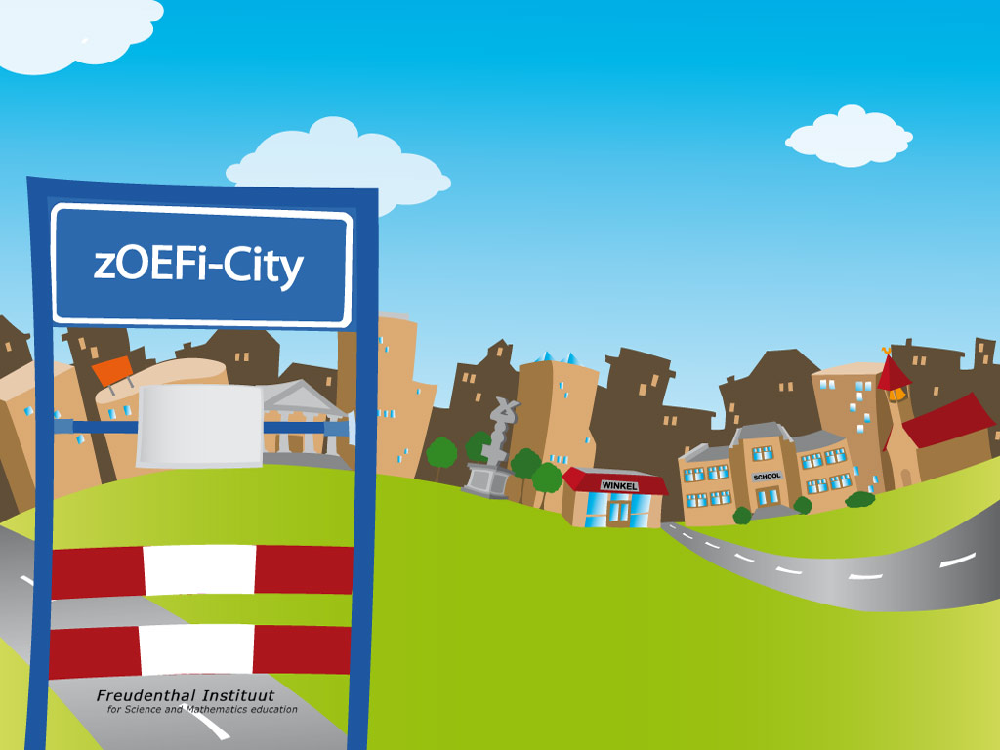 zOEFi-City
WINKEL
SCHOOL
Freudenthal Instituut
for Science and Mathematics education